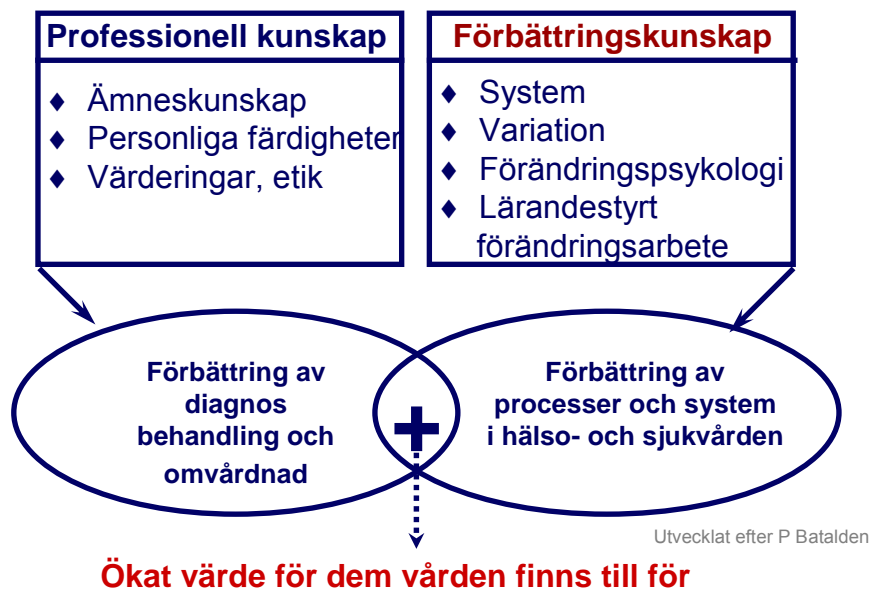 Professionell kunskap
♦ Ämneskunskap
♦ Personliga färdigheter
♦ Värderingar, etik
Förbättringskunskap
♦ System
♦ Variation
♦ Förändringspsykologi
♦ Lärandestyrt
förändringsarbete
Förbättring av
diagnos
behandling och
omvårdnad
+
Förbättring av
processer och system
i hälso- och sjukvården
Utvecklat efter P Batalden
Ökat värde för dem vården finns till för